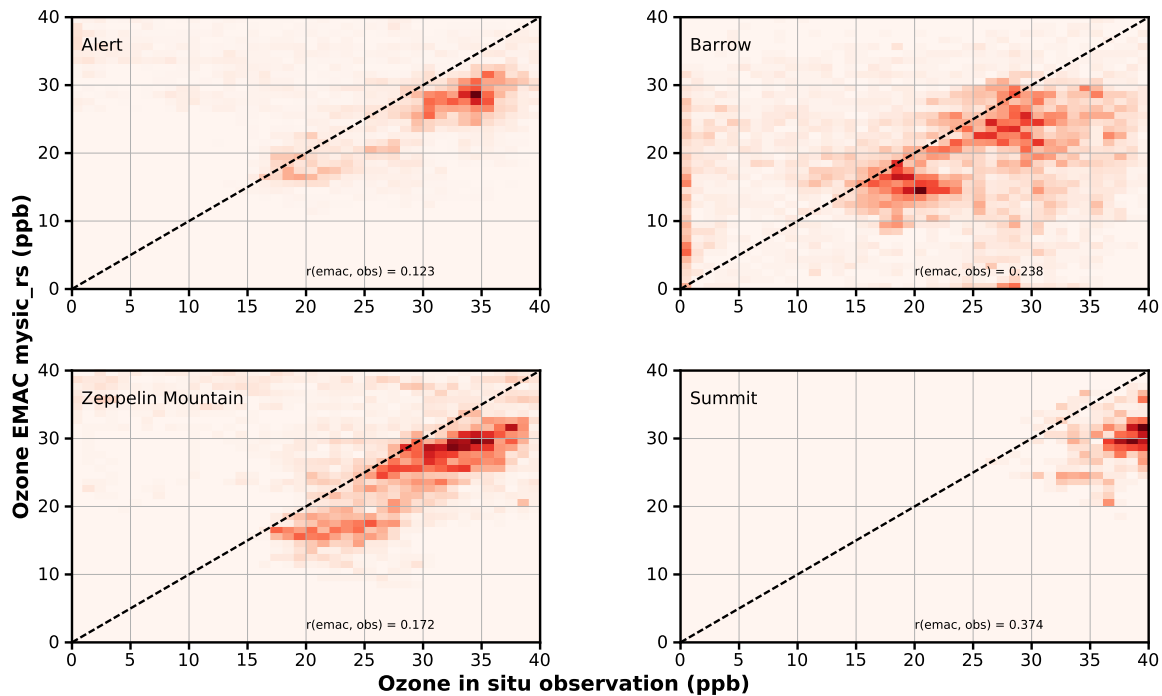 40
30
20
10
0
Alert
r(emac, obs) = 0.123
0 5 10 15 20 25 30 35 40
40
30
20
10
0
Barrow
r(emac, obs) = 0.238
0 5 10 15 20 25 30 35 40
Ozone EMAC mysic_rs (ppb)
40
30
20
10
0
Zeppelin Mountain
r(emac, obs) = 0.172
0 5 10 15 20 25 30 35 40
40
30
20
10
0
Summit
r(emac, obs) = 0.374
0 5 10 15 20 25 30 35 40
Ozone in situ observation (ppb)